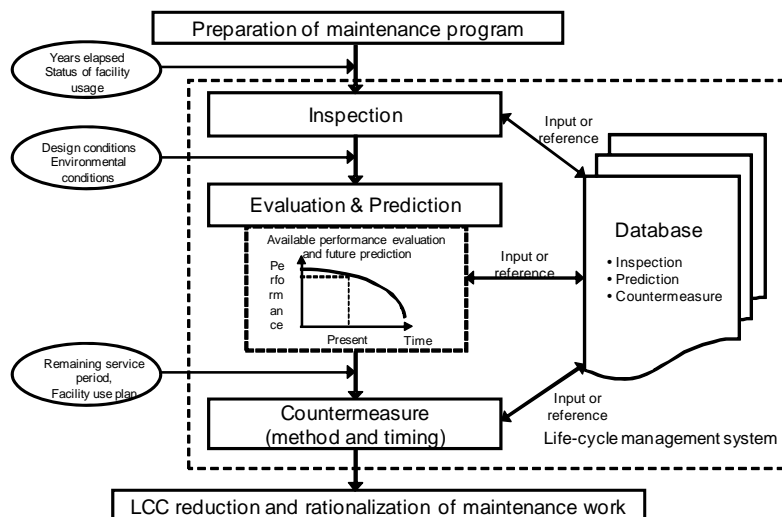 Preparation of maintenance program
Years elapsed
Status of facility
usage
Inspection
Input or
reference
Design conditions
Environmental
conditions
Evaluation & Prediction
Available performance evaluation
and future prediction
Pe
rfo
rm
an
ce
Present
Time
Input or
reference
Database
• Inspection
• Prediction
• Countermeasure
Remaining service
period,
Facility use plan
Countermeasure
(method and timing)
Input or
reference
Life-cycle management system
LCC reduction and rationalization of maintenance work